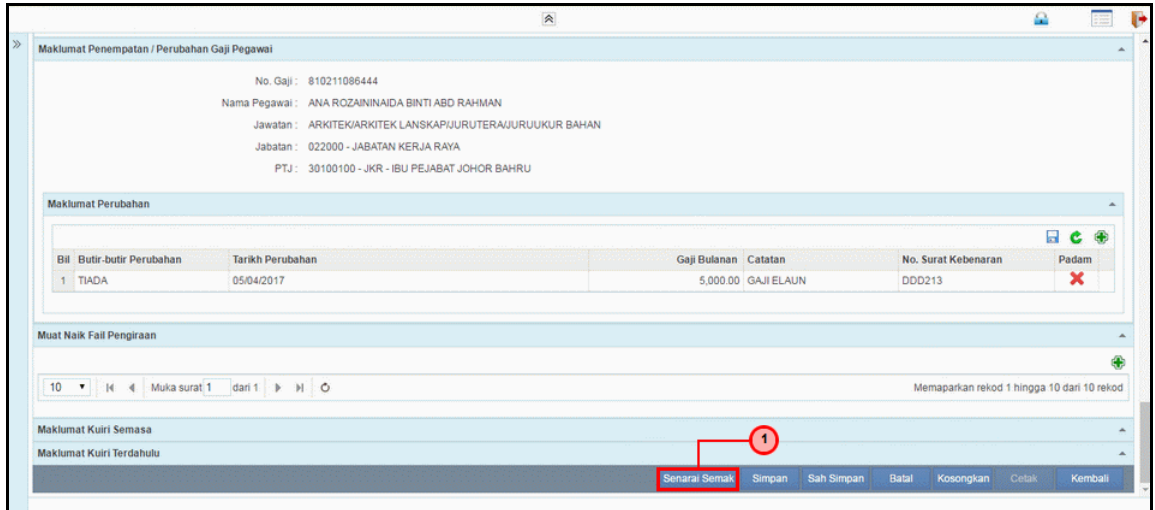 Maklumat Penempatan / Perubahan Gaji Pegawai
No. Gaji : 810211086444
Nama Pegawai : ANA ROZAININAIDA BINTI ABD RAHMAN
Jawatan : ARKITEK/ARKITEK LANSKAP/JURUTERA/JURUUKUR BAHAN
Jabatan : 022000 - JABATAN KERJA RAYA
PTJ : 30100100 - JKR - IBU PEJABAT JOHOR BAHRU
Maklumat Perubahan
Bil Butir-butir Perubahan Tarikh Perubahan Gaji Bulanan Catatan No. Surat Kebenaran Padam
1 TIADA 05/04/2017 5,000.00 GAJI ELAUN DDD213
Muat Naik Fail Pengiraan
10 Muka surat 1 dari 1 Memaparkan rekod 1 hingga 10 dari 10 rekod
Maklumat Kuiri Semasa
1
Maklumat Kuiri Terdahulu
Senarai Semak Simpan Sah Simpan Batal Kosongkan Cetak Kembali